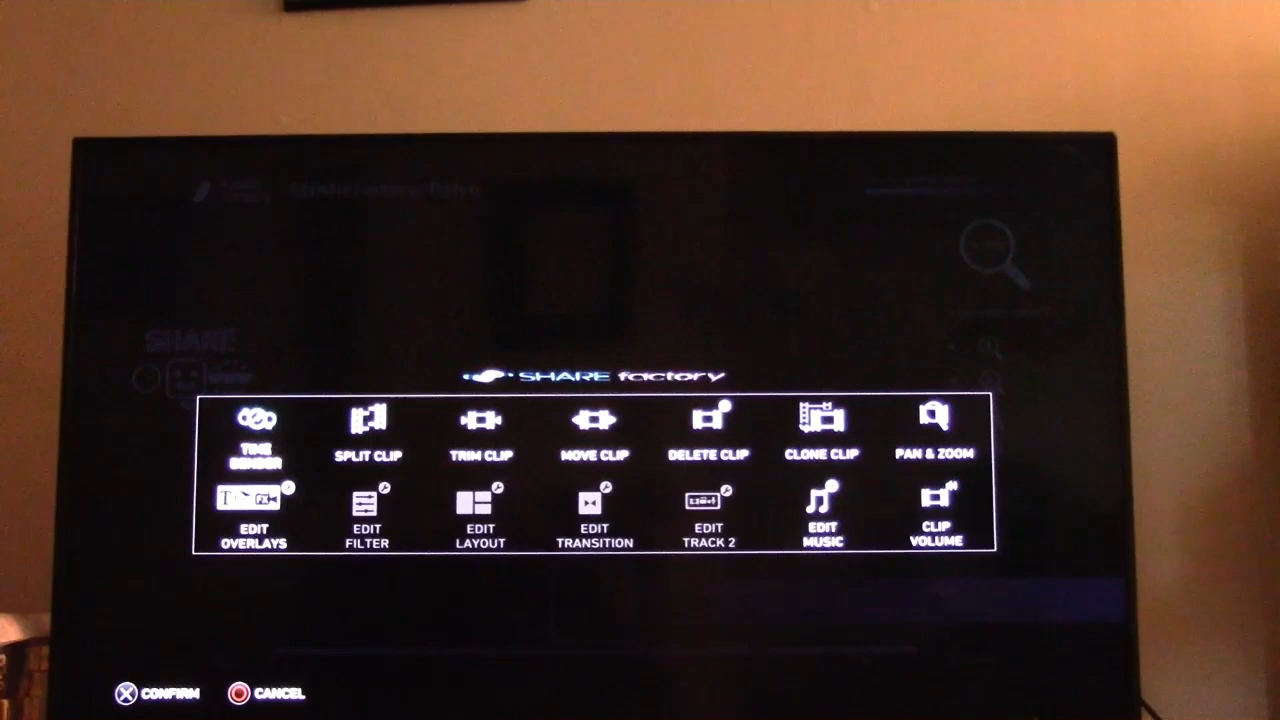 SHARE
SHARE factory
TIME BENDER
SPLIT CLIP
TRIM CLIP
MOVE CLIP
DELETE CLIP
CLONE CLIP
PAN & ZOOM
EDIT OVERLAYS
EDIT FILTER
EDIT LAYOUT
EDIT TRANSITION
EDIT TRACK 2
EDIT MUSIC
CLIP VOLUME
CONFIRM
CANCEL